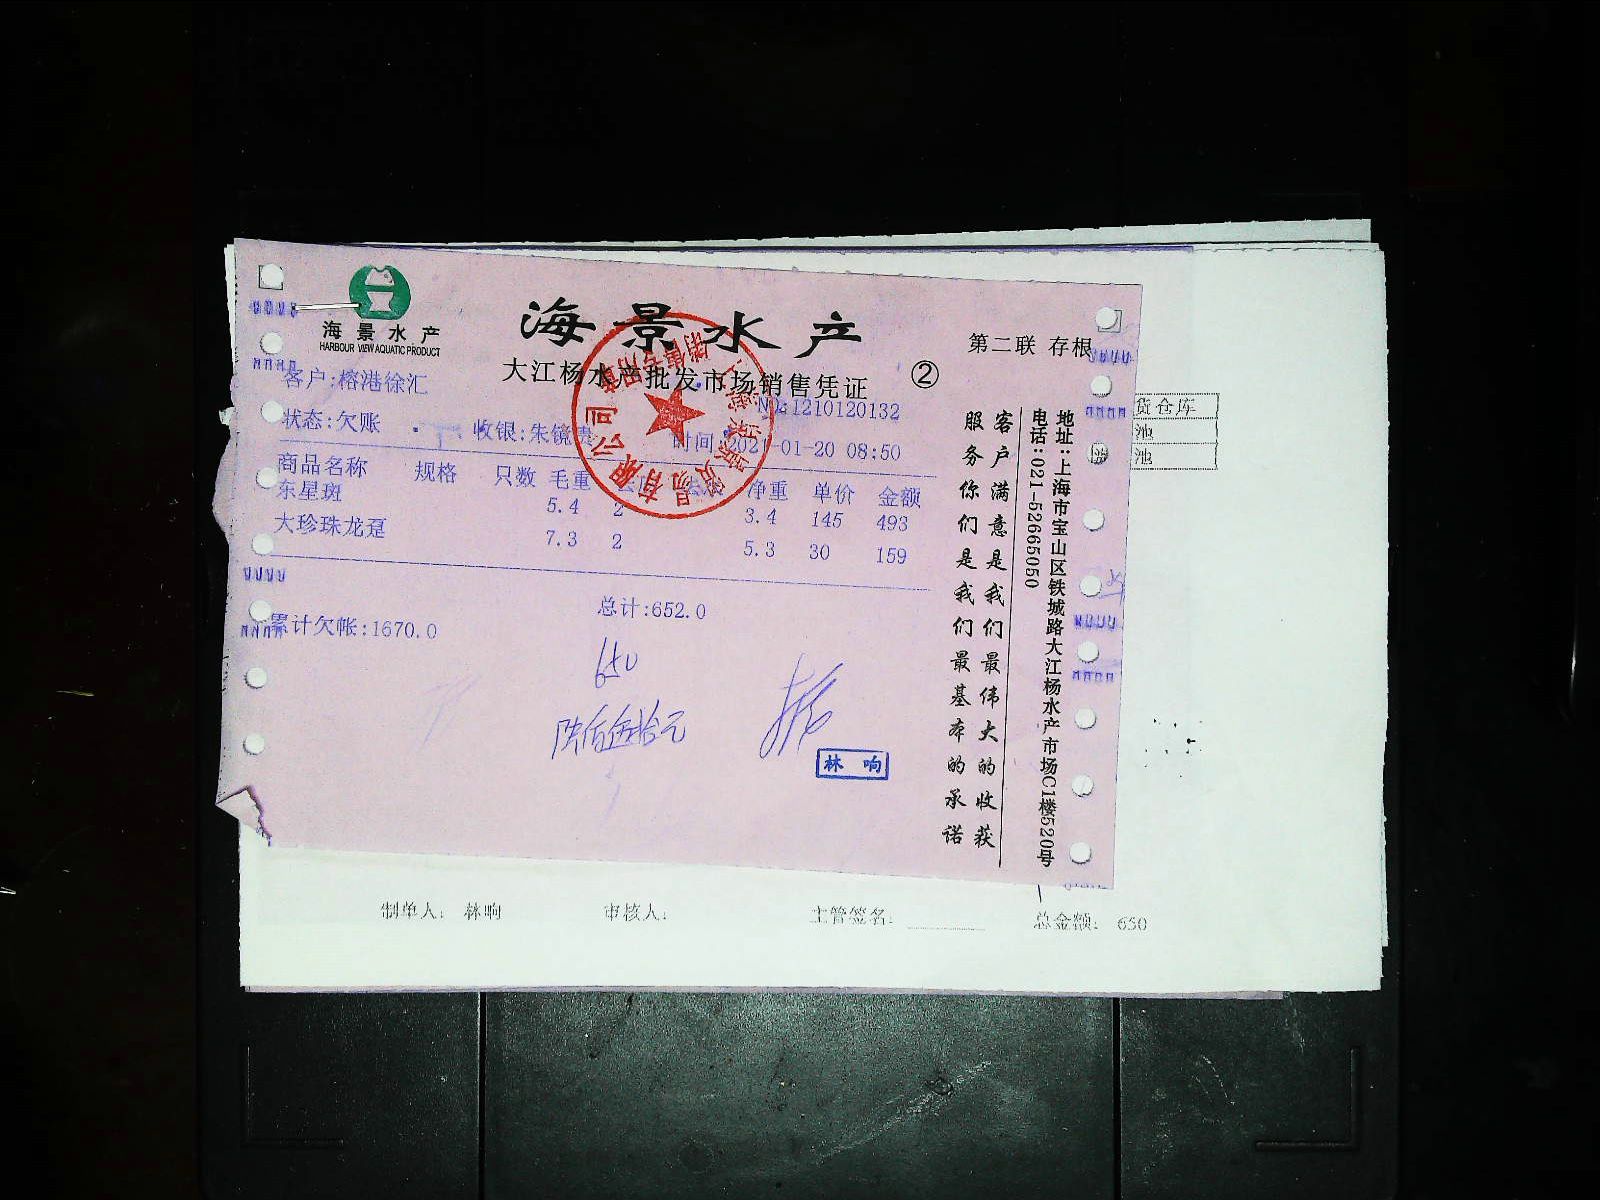 海景水产
HARBOUR VIEW AQUATIC PRODUCT
海景水产
大江杨水产批发市场销售凭证
②
第二联 存根
客户:榕港徐汇
No:1210120132
状态:欠账 收银:朱镜贵 时间:2021-01-20 08:50
商品名称 规格 只数 毛重 净重 单价 金额
东星斑 5.4 2 3.4 145 493
大珍珠龙趸 7.3 2 5.3 30 159
总计:652.0
累计欠帐:1670.0
650
陆佰伍拾元
林响
客户满意是我们最伟大的收获
服务你们是我们最基本的承诺
地址:上海市宝山区铁城路大江杨水产市场C1楼520号
电话:021-52665050
货仓库
池
池
制单人: 林响 审核人: 主管签名: 总金额: 650